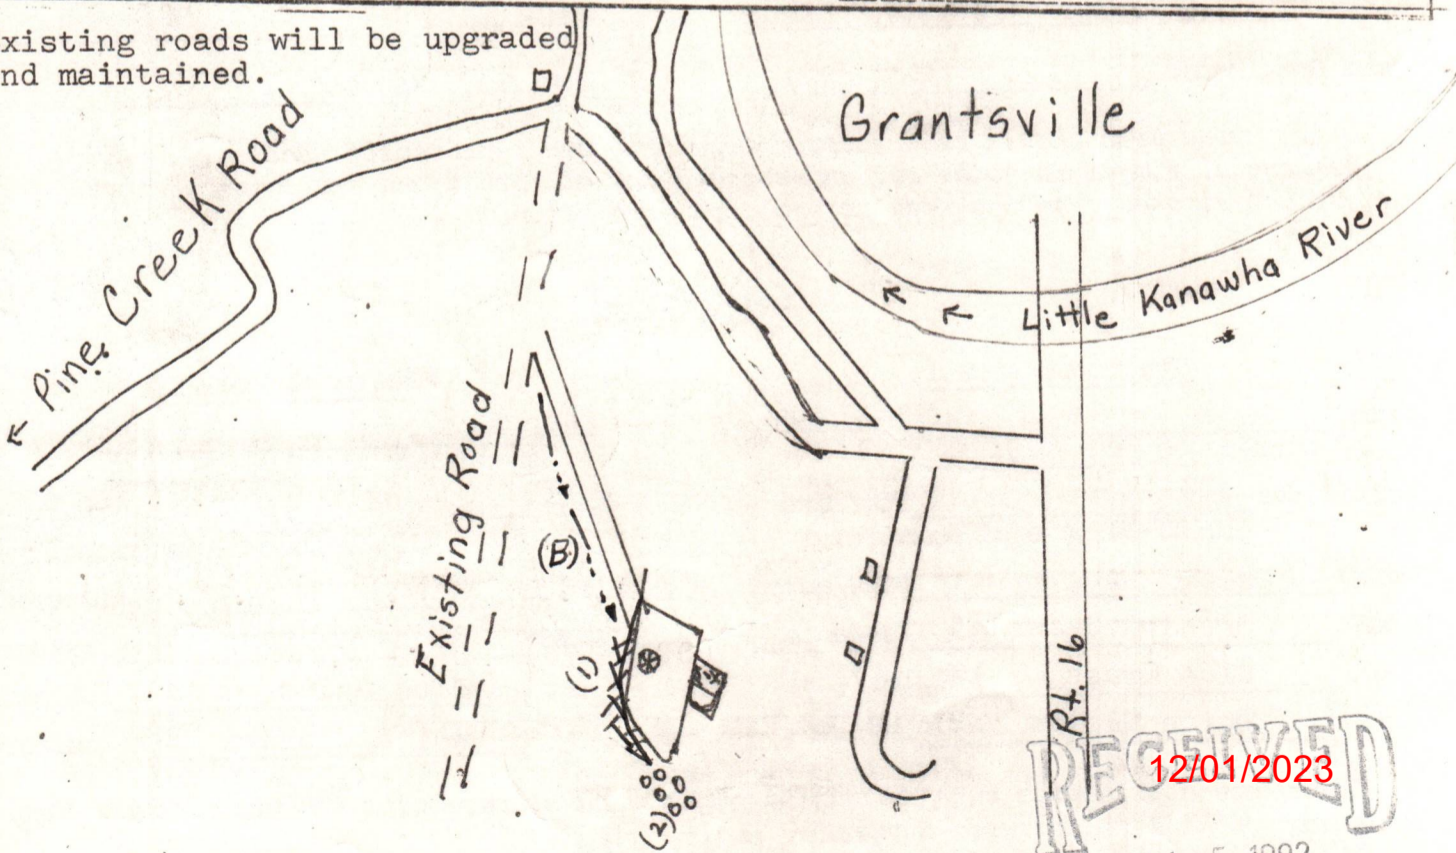 xisting roads will be upgraded
nd maintained.
Grantsville
Pine Creek Road
Little Kanawha River
Existing Road
(B)
(1)
(2)
Rt. 16
RECEIVED
12/01/2023